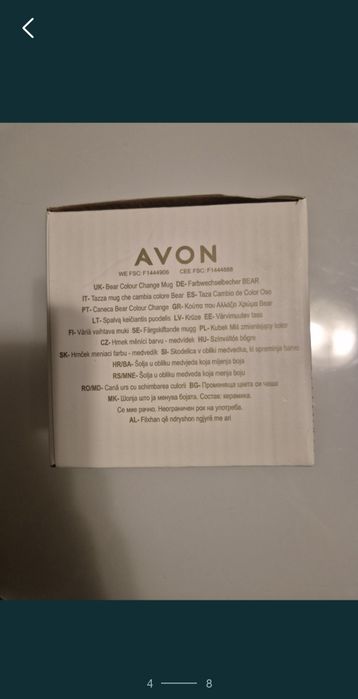 AVON
WE FSC: F1444906 CEE FSC: F1444888
UK- Bear Colour Change Mug DE- Farbwechselbecher BEAR
IT- Tazza mug che cambia colore Bear ES- Taza Cambio de Color Oso
PT- Caneca Bear Colour Change GR- Κούπα που Αλλάζει Χρώμα Bear
LT- Spalvą keičiantis puodelis LV- Krūze EE- Värvimuutev tass
FI- Väriä vaihtava muki SE- Färgskiftande mugg PL- Kubek Miś zmieniający kolor
CZ- Hrnek měnící barvu - medvídek HU- Színváltós bögre
SK- Hrnček meniaci farbu - medvedík SI- Skodelica v obliki medvedka, ki spreminja barvo
HR/BA- Šolja u obliku medvjeda koja mijenja boju
RS/MNE- Šolja u obliku medveda koja menja boju
RO/MD- Cană urs cu schimbarea culorii BG- Променяща цвета си чаша
MK- Шолја што ја менува бојата. Состав: керамика.
Се мие рачно. Неограничен рок на употреба.
AL- Filxhan që ndryshon ngjyrë me ari
4 8